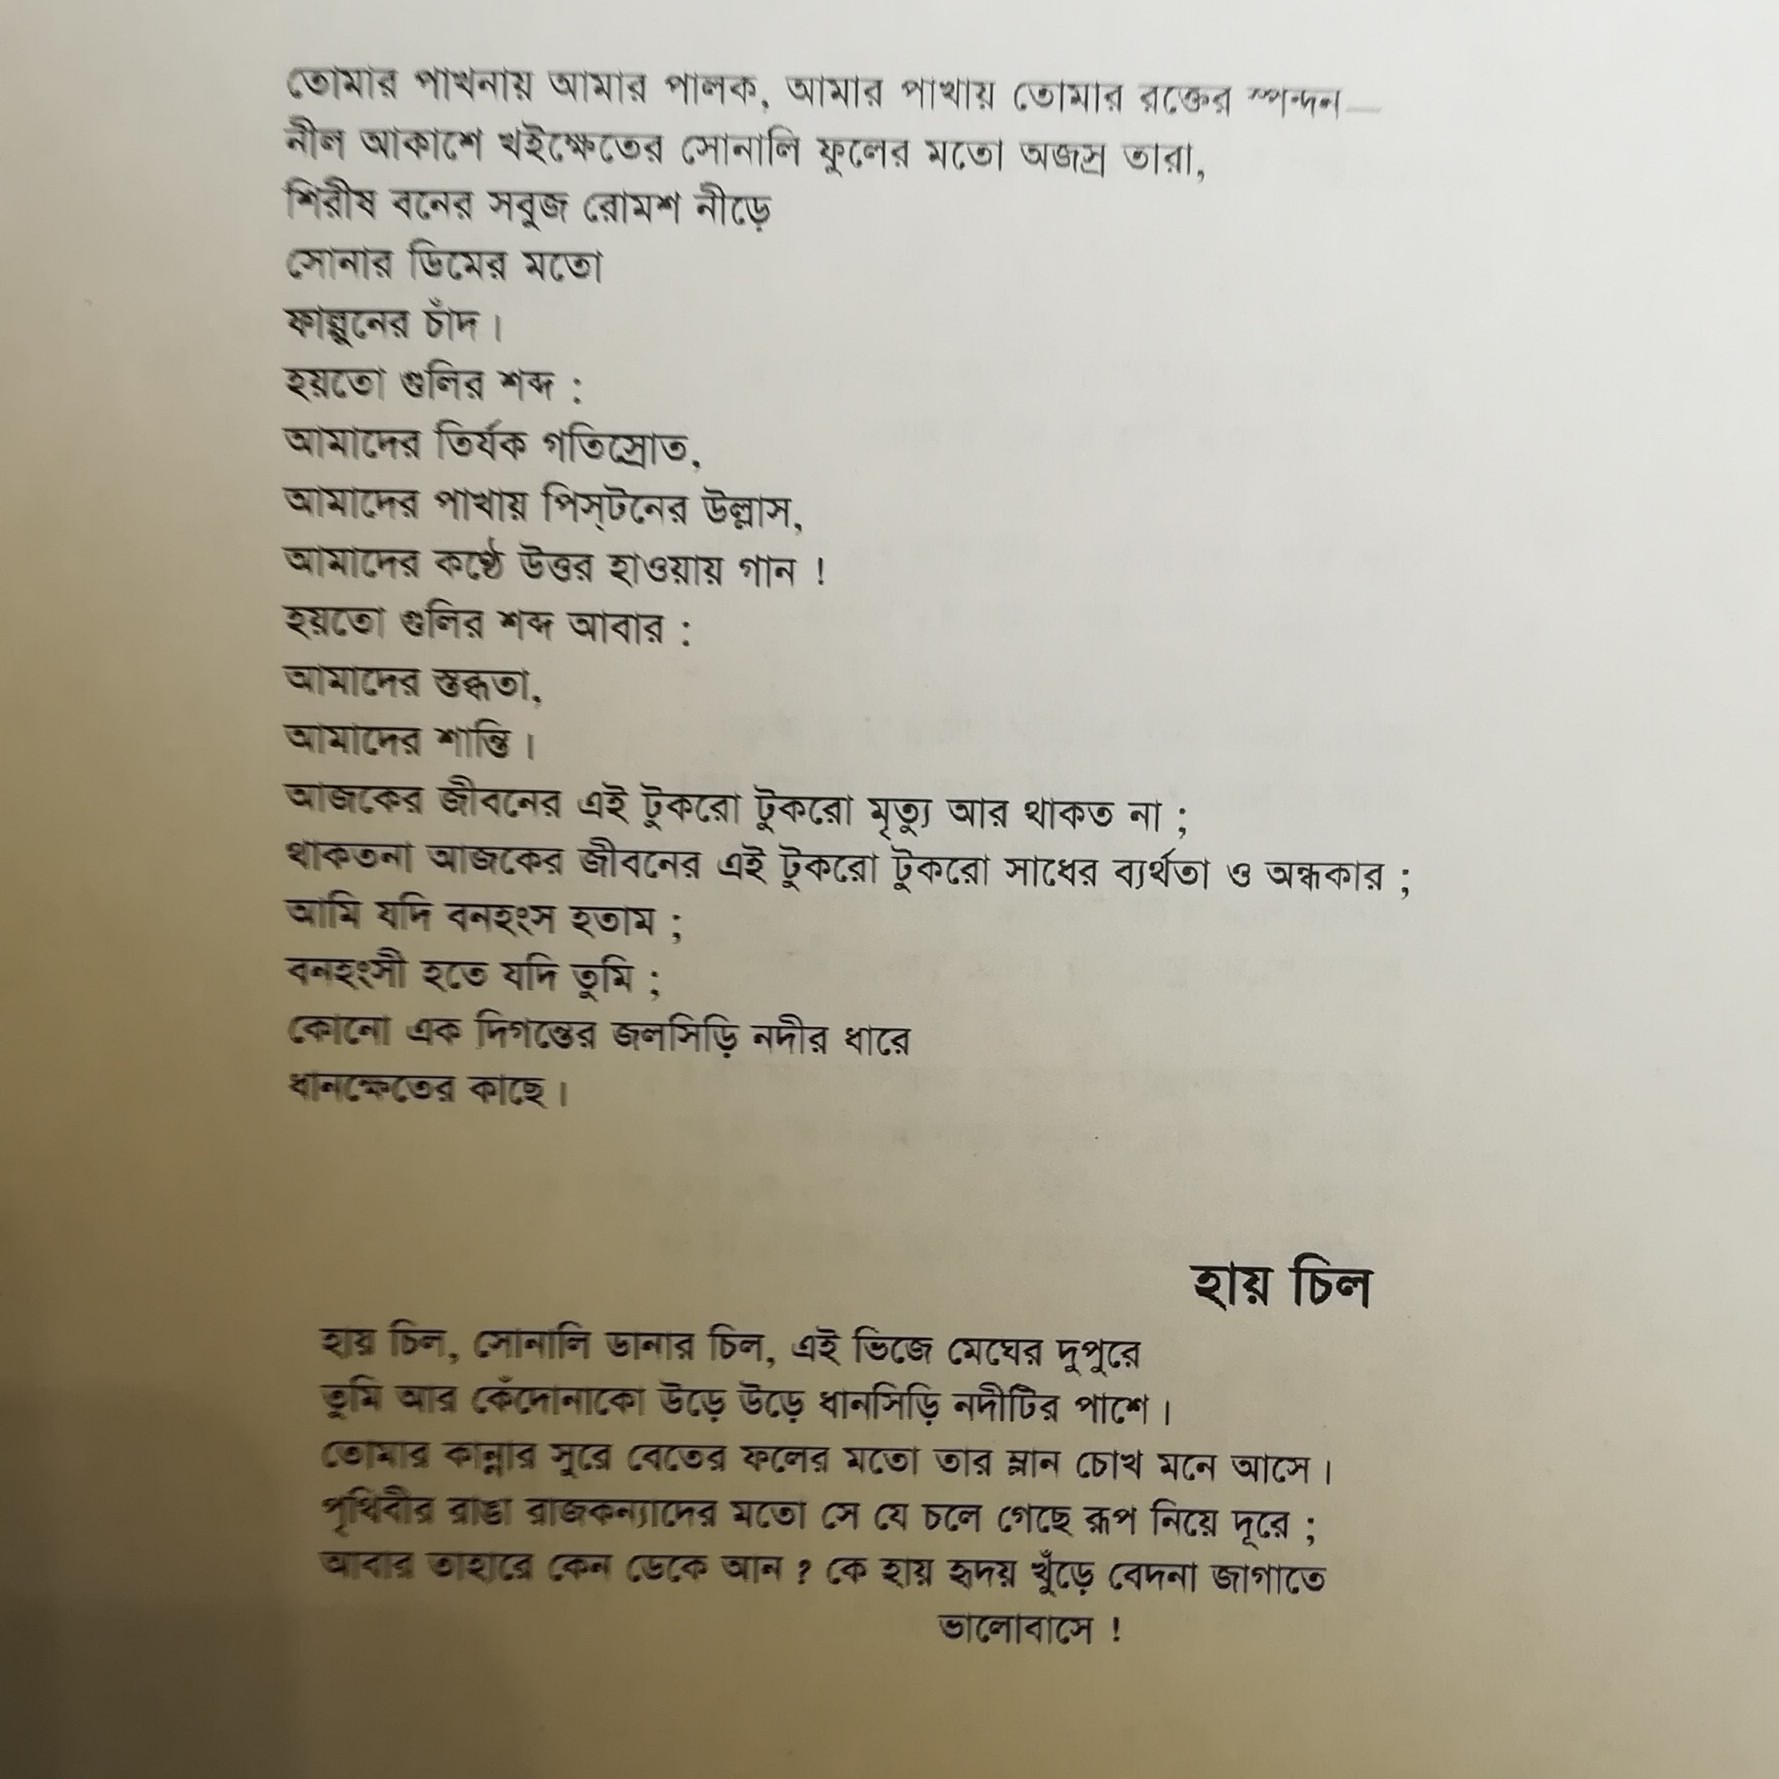 তোমার পাখনায় আমার পালক, আমার পাখায় তোমার রক্তের স্পন্দন—
নীল আকাশে খইক্ষেতের সোনালি ফুলের মতো অজস্র তারা,
শিরীষ বনের সবুজ রোমশ নীড়ে
সোনার ডিমের মতো
ফাল্গুনের চাঁদ।
হয়তো গুলির শব্দ :
আমাদের তির্যক গতিস্রোত,
আমাদের পাখায় পিস্‌টনের উল্লাস,
আমাদের কণ্ঠে উত্তর হাওয়ায় গান !
হয়তো গুলির শব্দ আবার :
আমাদের স্তব্ধতা,
আমাদের শান্তি।
আজকের জীবনের এই টুকরো টুকরো মৃত্যু আর থাকত না ;
থাকতনা আজকের জীবনের এই টুকরো টুকরো সাধের ব্যর্থতা ও অন্ধকার ;
আমি যদি বনহংস হতাম ;
বনহংসী হতে যদি তুমি ;
কোনো এক দিগন্তের জলসিড়ি নদীর ধারে
ধানক্ষেতের কাছে।
হায় চিল
হায় চিল, সোনালি ডানার চিল, এই ভিজে মেঘের দুপুরে
তুমি আর কেঁদোনাকো উড়ে উড়ে ধানসিড়ি নদীটির পাশে।
তোমার কান্নার সুরে বেতের ফলের মতো তার ম্লান চোখ মনে আসে।
পৃথিবীর রাঙা রাজকন্যাদের মতো সে যে চলে গেছে রূপ নিয়ে দূরে ;
আবার তাহারে কেন ডেকে আন ? কে হায় হৃদয় খুঁড়ে বেদনা জাগাতে
ভালোবাসে !